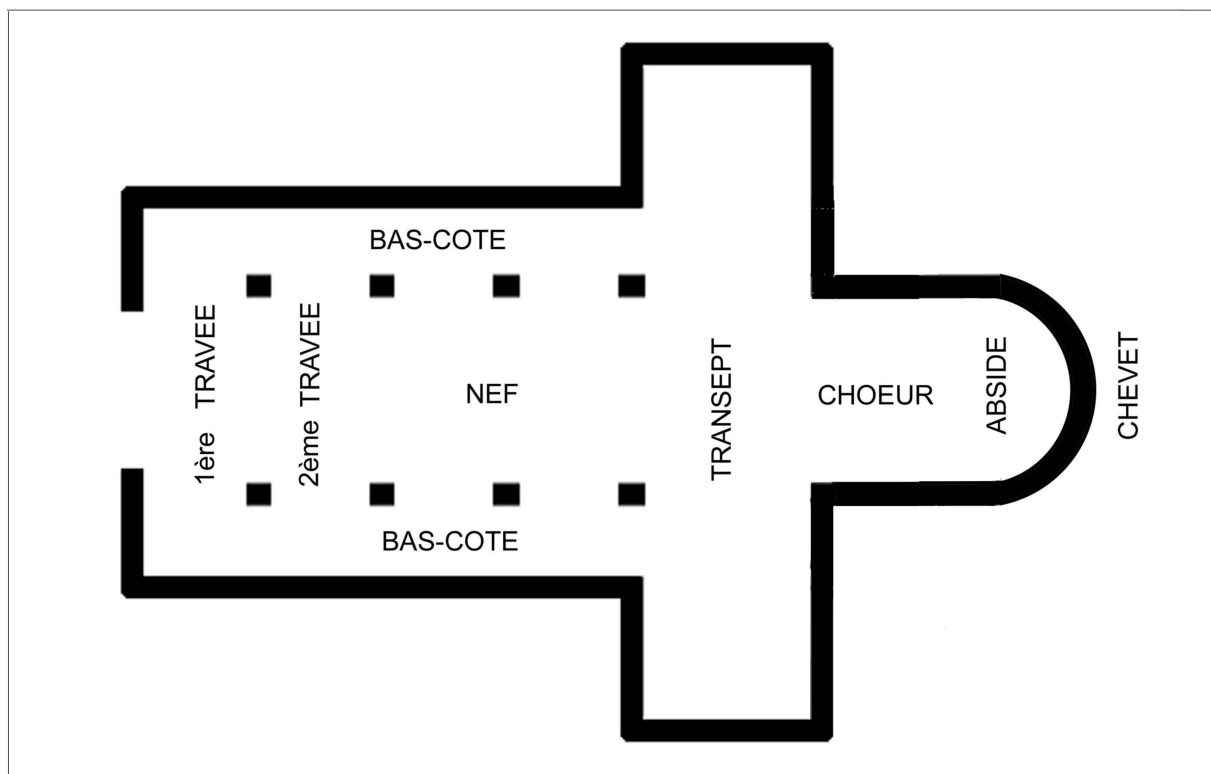 BAS-COTE
1ère TRAVEE
2ème TRAVEE
NEF
TRANSEPT
CHOEUR
ABSIDE
CHEVET
BAS-COTE